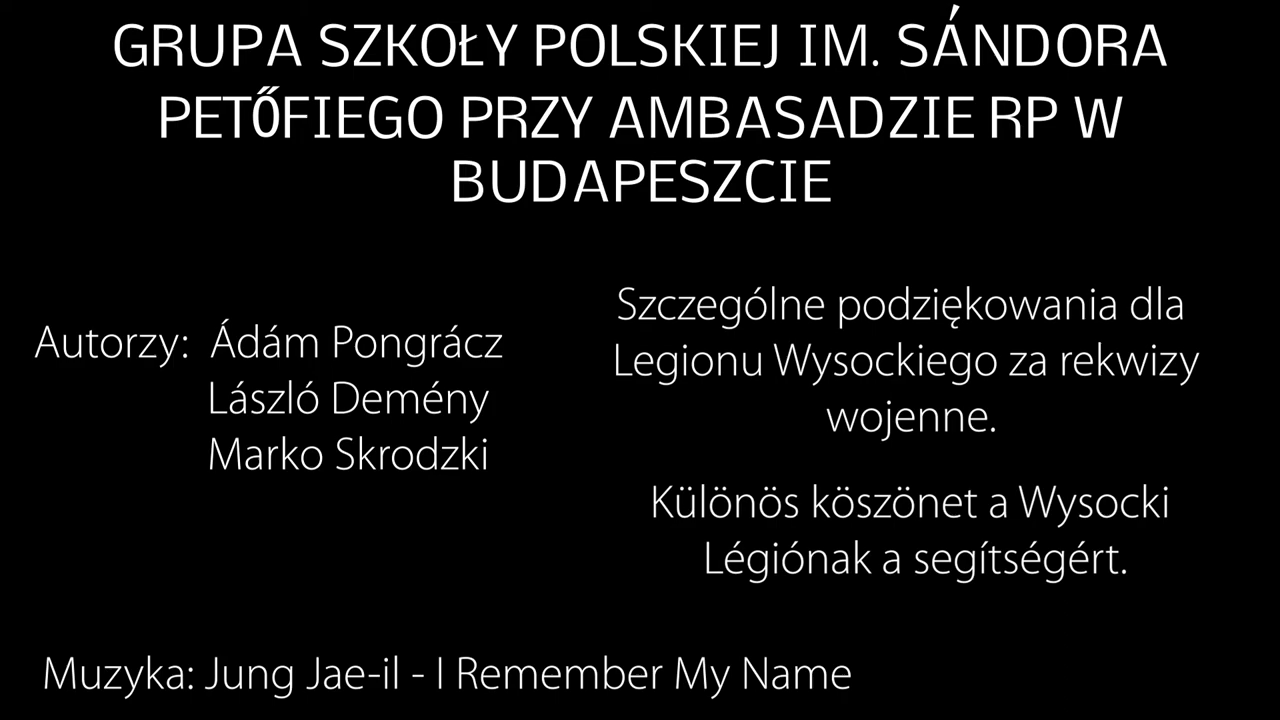 GRUPA SZKOŁY POLSKIEJ IM. SÁNDORA
PETŐFIEGO PRZY AMBASADZIE RP W
BUDAPESZCIE
Autorzy: Ádám Pongrácz
László Demény
Marko Skrodzki
Szczególne podziękowania dla
Legionu Wysockiego za rekwizy
wojenne.
Különös köszönet a Wysocki
Légiónak a segítségért.
Muzyka: Jung Jae-il - I Remember My Name